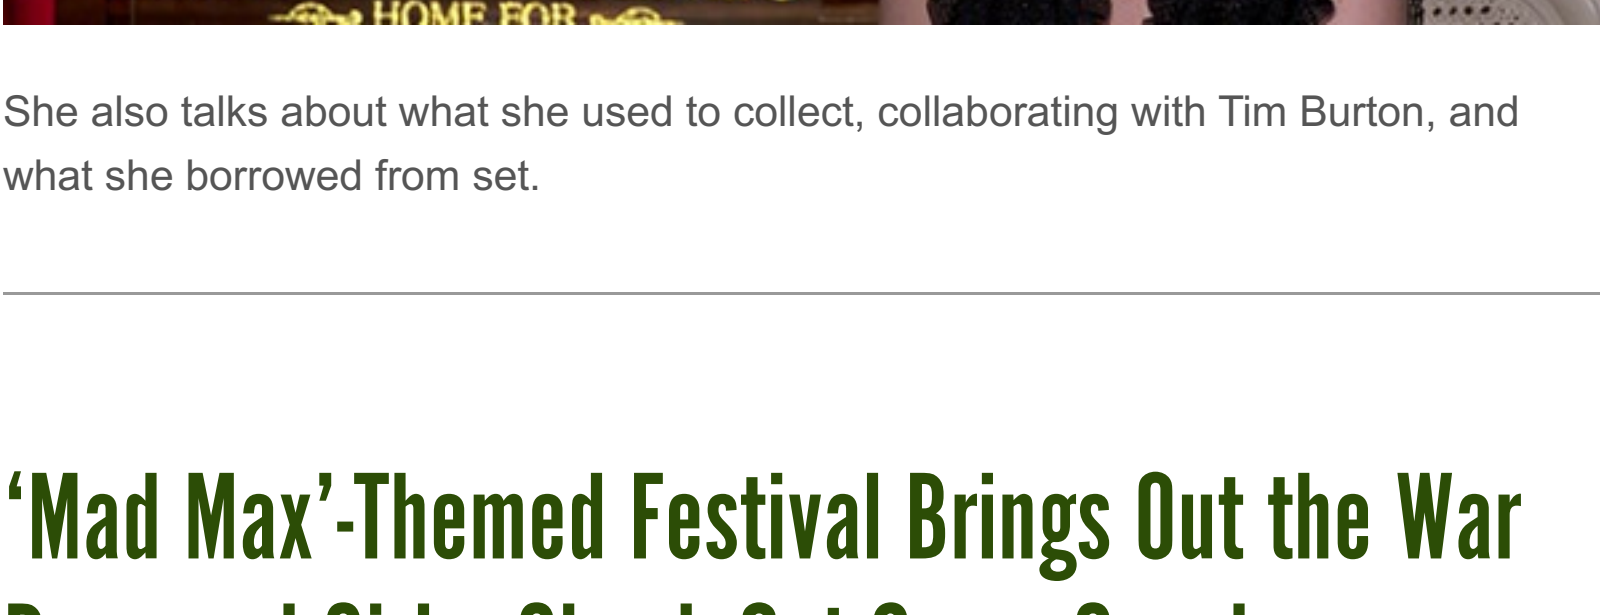 HOME FOR
She also talks about what she used to collect, collaborating with Tim Burton, and
what she borrowed from set.
‘Mad Max’-Themed Festival Brings Out the War